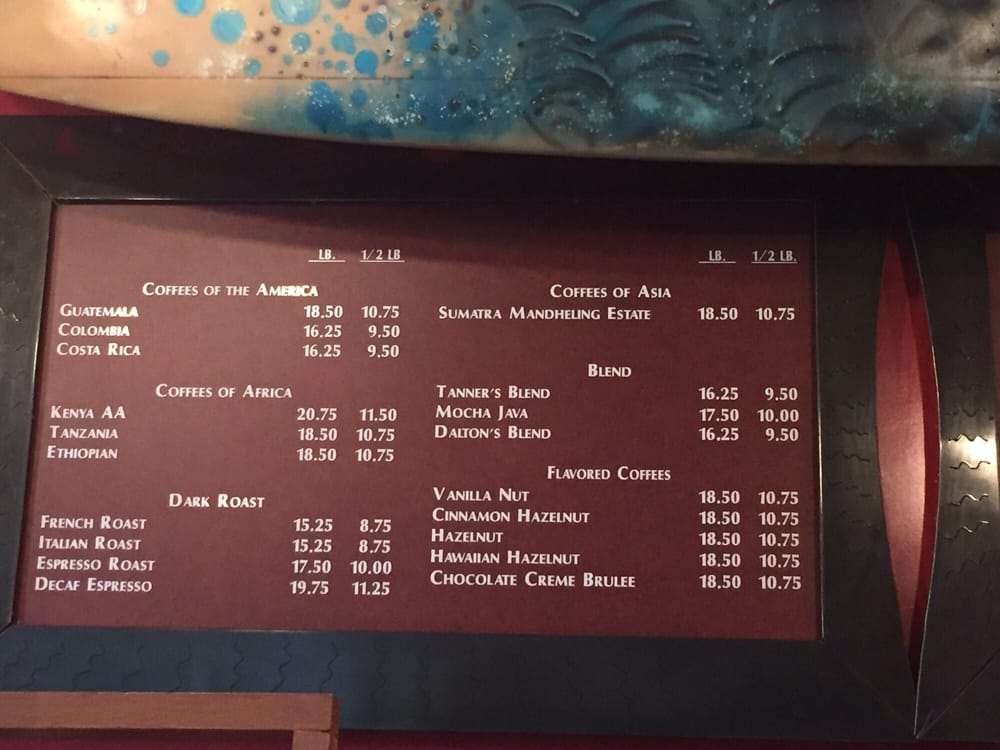 LB. 1/2 LB
COFFEES OF THE AMERICA
GUATEMALA 18.50 10.75
COLOMBIA 16.25 9.50
COSTA RICA 16.25 9.50
COFFEES OF AFRICA
KENYA AA 20.75 11.50
TANZANIA 18.50 10.75
ETHIOPIAN 18.50 10.75
DARK ROAST
FRENCH ROAST 15.25 8.75
ITALIAN ROAST 15.25 8.75
ESPRESSO ROAST 17.50 10.00
DECAF ESPRESSO 19.75 11.25
LB. 1/2 LB.
COFFEES OF ASIA
SUMATRA MANDHELING ESTATE 18.50 10.75
BLEND
TANNER'S BLEND 16.25 9.50
MOCHA JAVA 17.50 10.00
DALTON'S BLEND 16.25 9.50
FLAVORED COFFEES
VANILLA NUT 18.50 10.75
CINNAMON HAZELNUT 18.50 10.75
HAZELNUT 18.50 10.75
HAWAIIAN HAZELNUT 18.50 10.75
CHOCOLATE CREME BRULEE 18.50 10.75